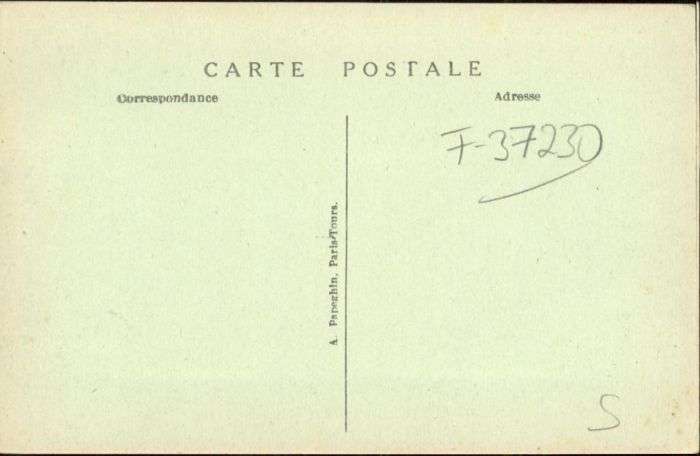 CARTE POSTALE
Correspondance
Adresse
F-37230
A. Papeghin, Paris-Tours.
S